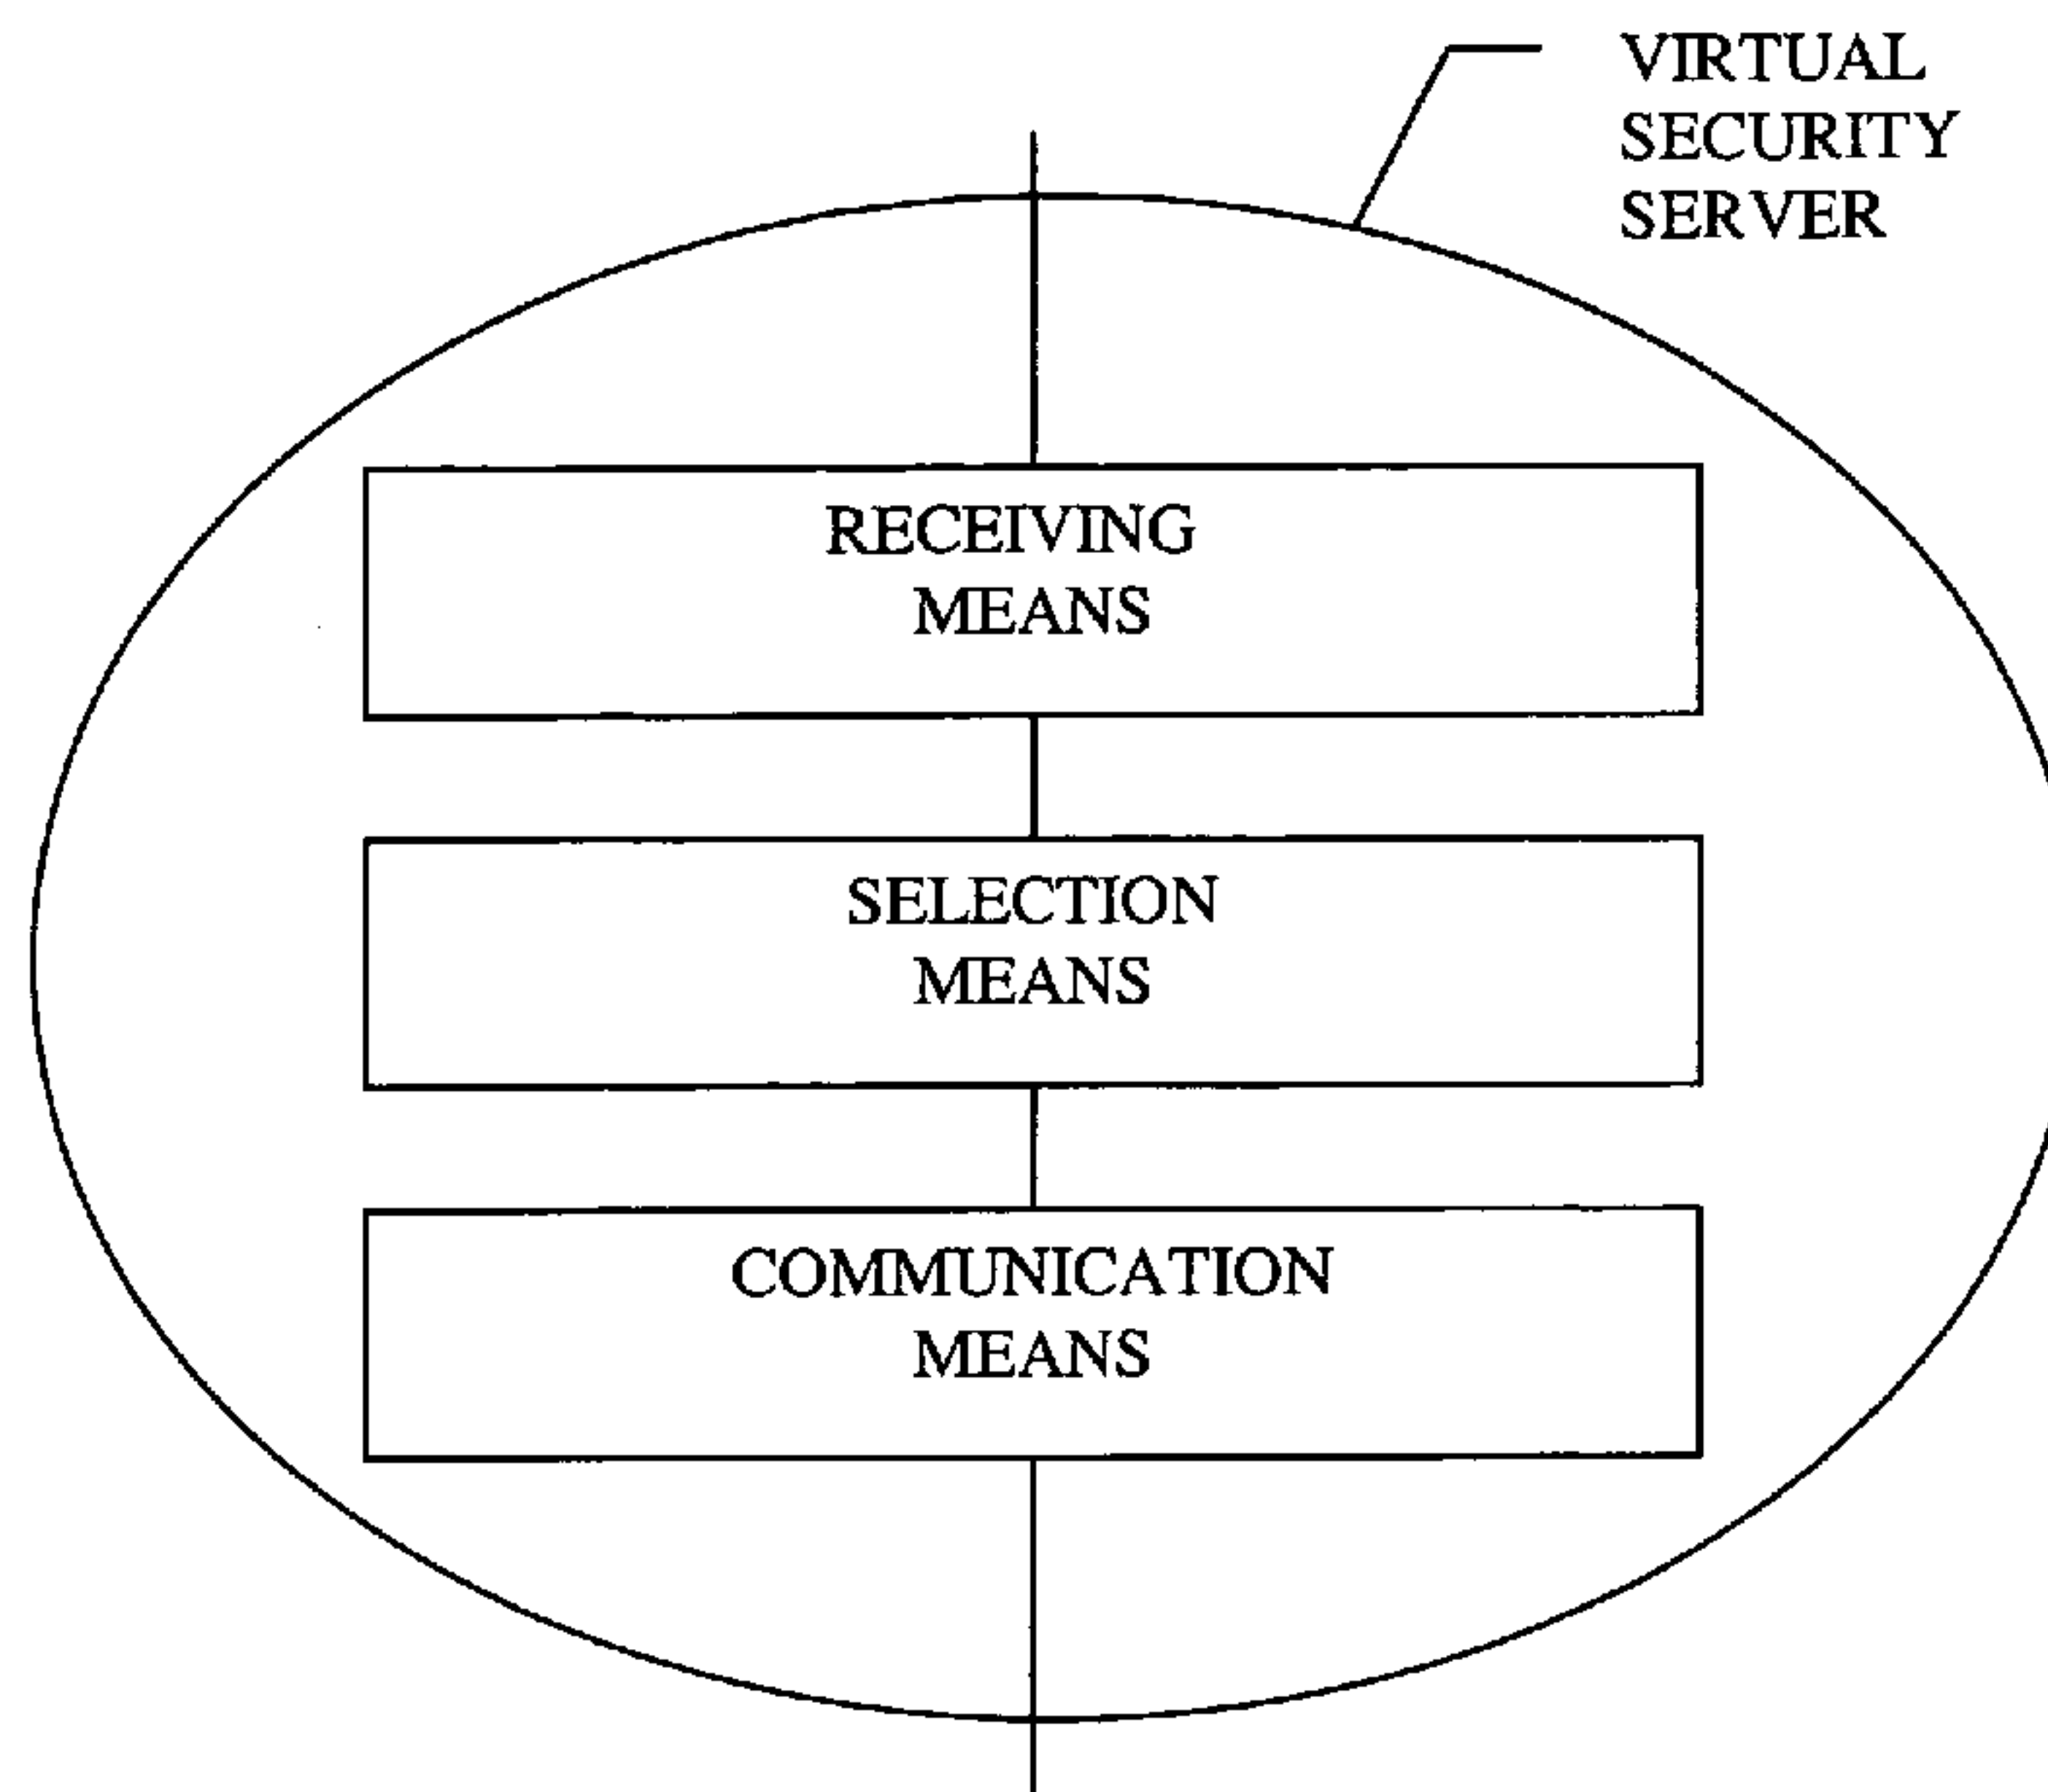 VIRTUAL
SECURITY
SERVER
RECEIVING
MEANS
SELECTION
MEANS
COMMUNICATION
MEANS